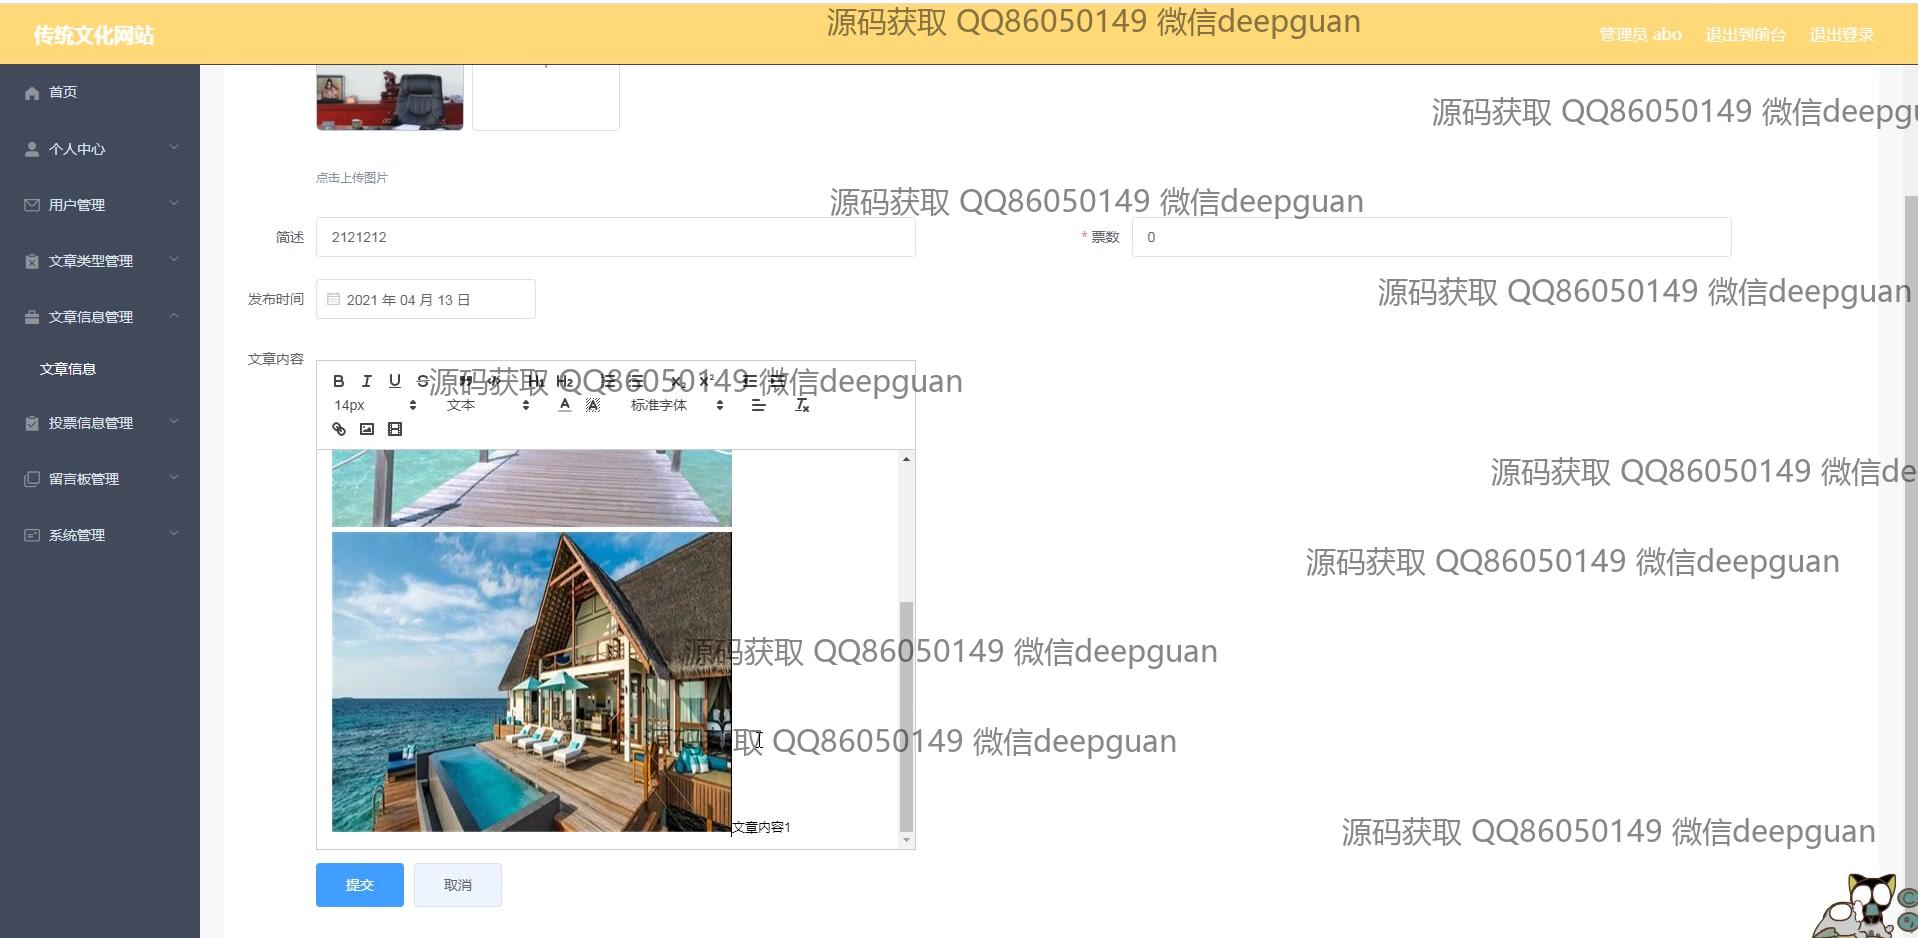 传统文化网站
源码获取 QQ86050149 微信deepguan
管理员 abo
退出到前台
退出登录
首页
源码获取 QQ86050149 微信deepgu
个人中心
点击上传图片
用户管理
源码获取 QQ86050149 微信deepguan
简述
2121212
* 票数
0
文章类型管理
发布时间
2021 年 04 月 13 日
源码获取 QQ86050149 微信deepguan
文章信息管理
文章内容
文章信息
B I U S H1 H2 X2 X2
源码获取 QQ86050149 微信deepguan
14px
文本
A
A
标准字体
投票信息管理
留言板管理
源码获取 QQ86050149 微信de
系统管理
源码获取 QQ86050149 微信deepguan
源码获取 QQ86050149 微信deepguan
源码获取 QQ86050149 微信deepguan
文章内容1
源码获取 QQ86050149 微信deepguan
提交
取消